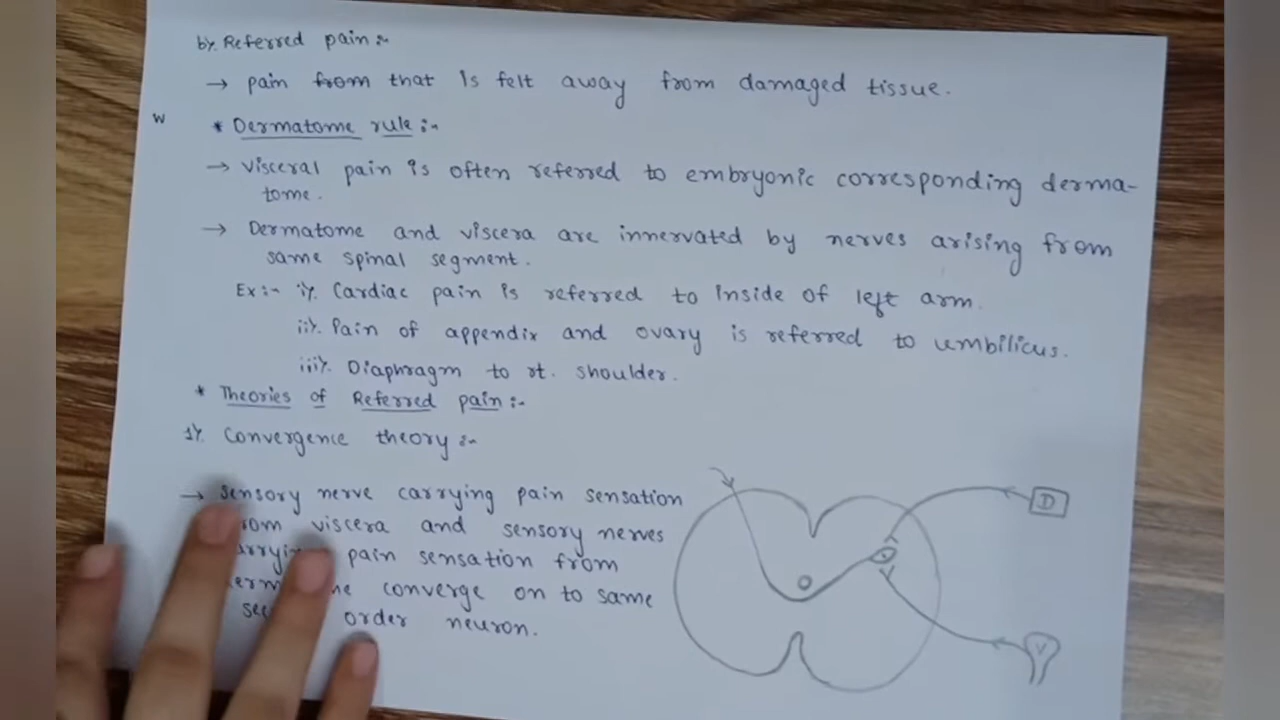 b). Referred pain :-
→ pain from that is felt away from damaged tissue.
W
* Dermatome rule :-
→ visceral pain is often referred to embryonic corresponding derma-
tome.
→ Dermatome and viscera are innervated by nerves arising from
same spinal segment.
Ex :- i). Cardiac pain is referred to inside of left arm.
ii). Pain of appendix and ovary is referred to umbilicus.
iii). Diaphragm to rt. shoulder.
* Theories of Referred pain :-
1). Convergence theory :-
→ sensory nerve carrying pain sensation
viscera and sensory nerves
pain sensation from
converge on to same
order neuron.
D
V